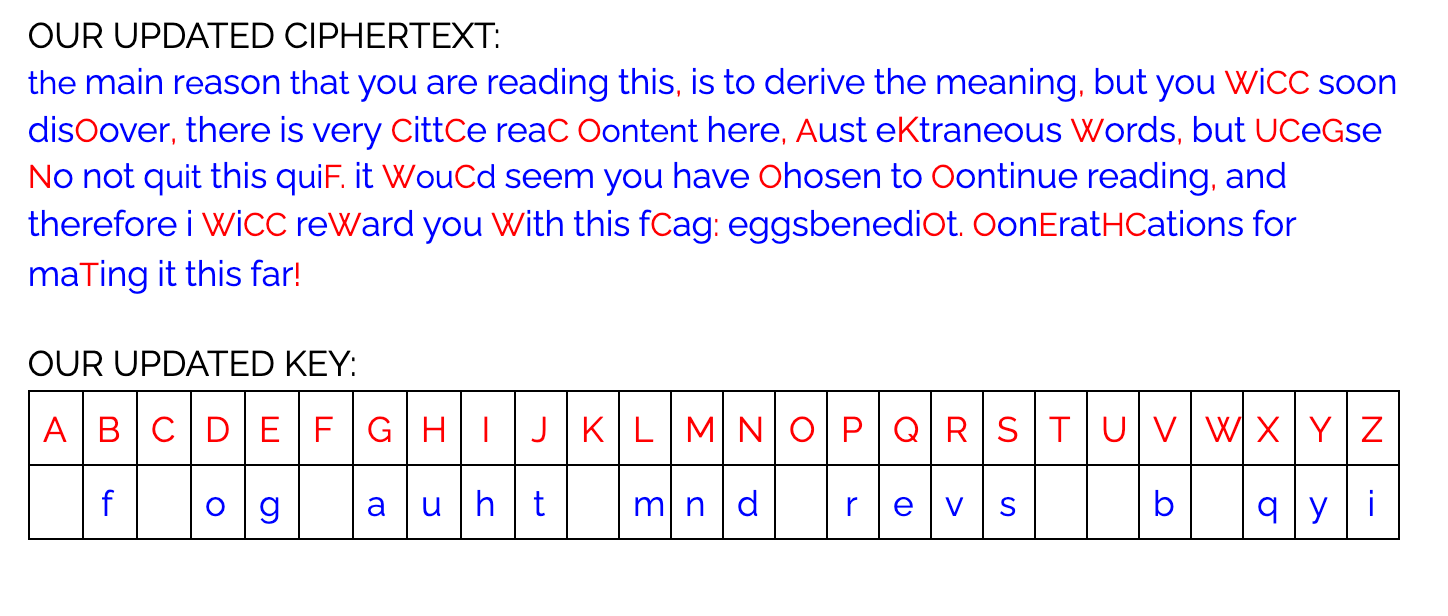 OUR UPDATED CIPHERTEXT:
the main reason that you are reading this, is to derive the meaning, but you WiCC soon
disOover, there is very CittCe reaC Oontent here, Aust eKtraneous Words, but UCeGse
No not quit this quiF. it WouCd seem you have Ohosen to Oontinue reading, and
therefore i WiCC reWard you With this fCag: eggsbenediOt. OonEratHCations for
maTing it this far!
OUR UPDATED KEY:
A B C D E F G H I J K L M N O P Q R S T U V W X Y Z
f o g a u h t m n d r e v s b q y i